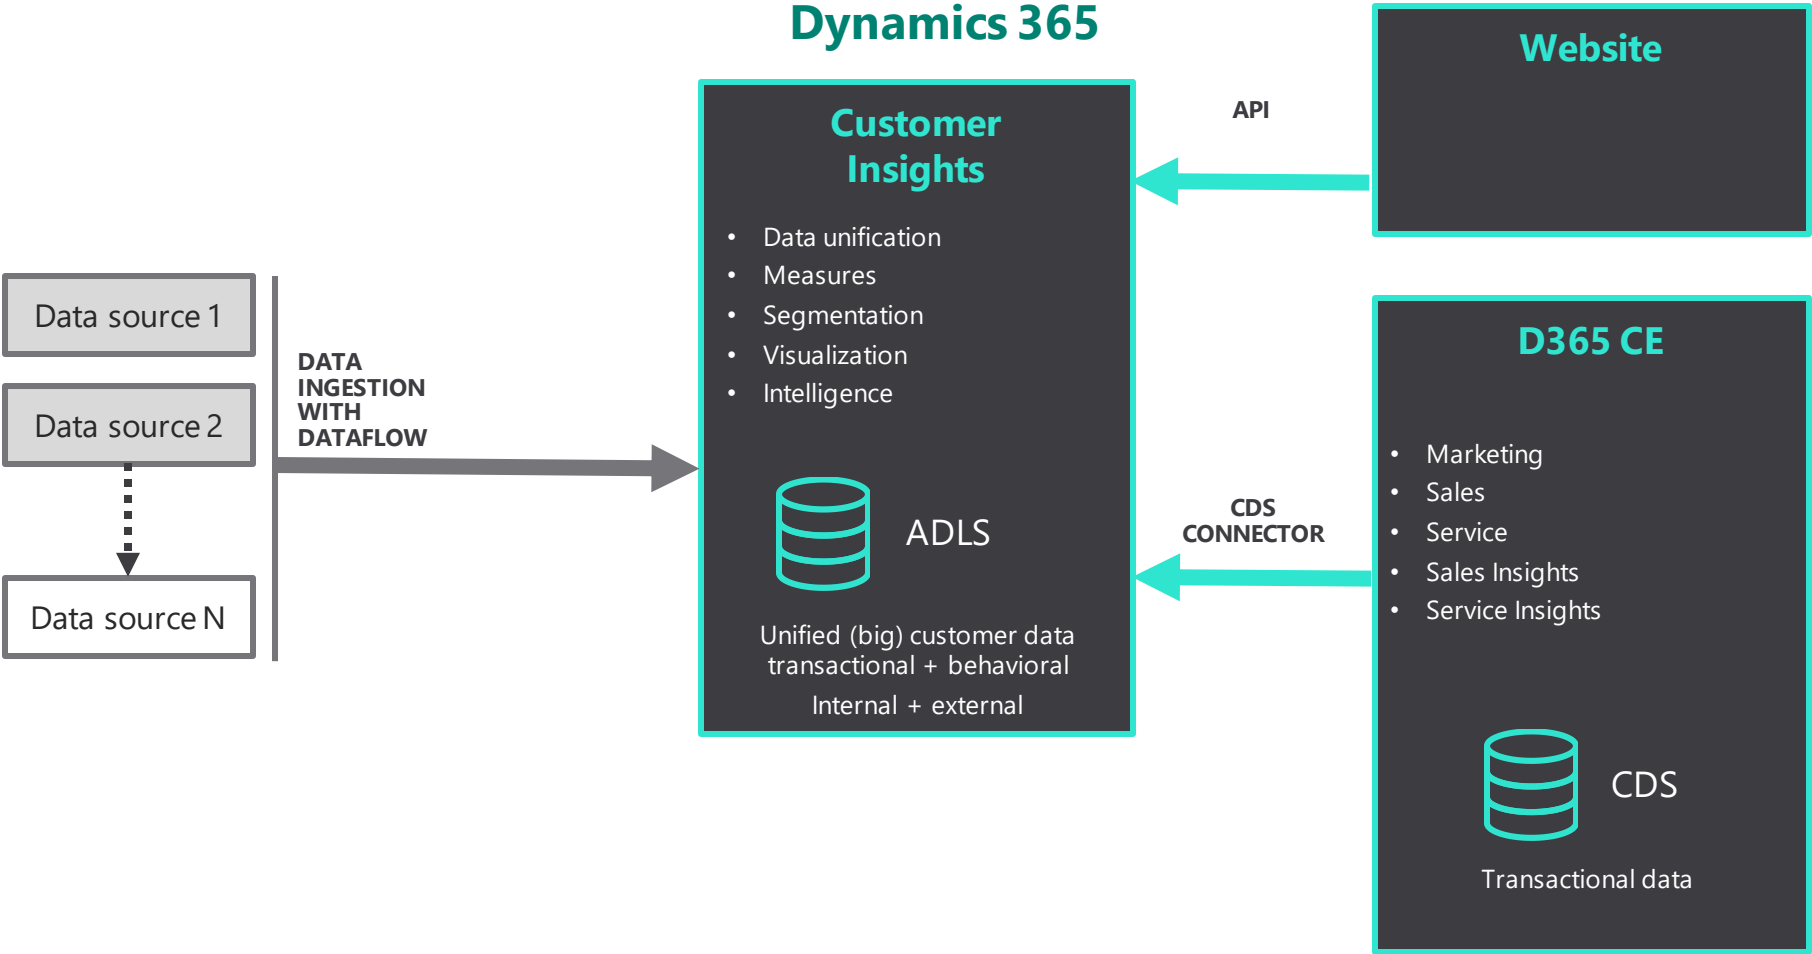 Dynamics 365
Data source 1
Data source 2
Data source N
DATA
INGESTION
WITH
DATAFLOW
Customer
Insights
• Data unification
• Measures
• Segmentation
• Visualization
• Intelligence
ADLS
Unified (big) customer data
transactional + behavioral
Internal + external
API
CDS
CONNECTOR
Website
D365 CE
• Marketing
• Sales
• Service
• Sales Insights
• Service Insights
CDS
Transactional data